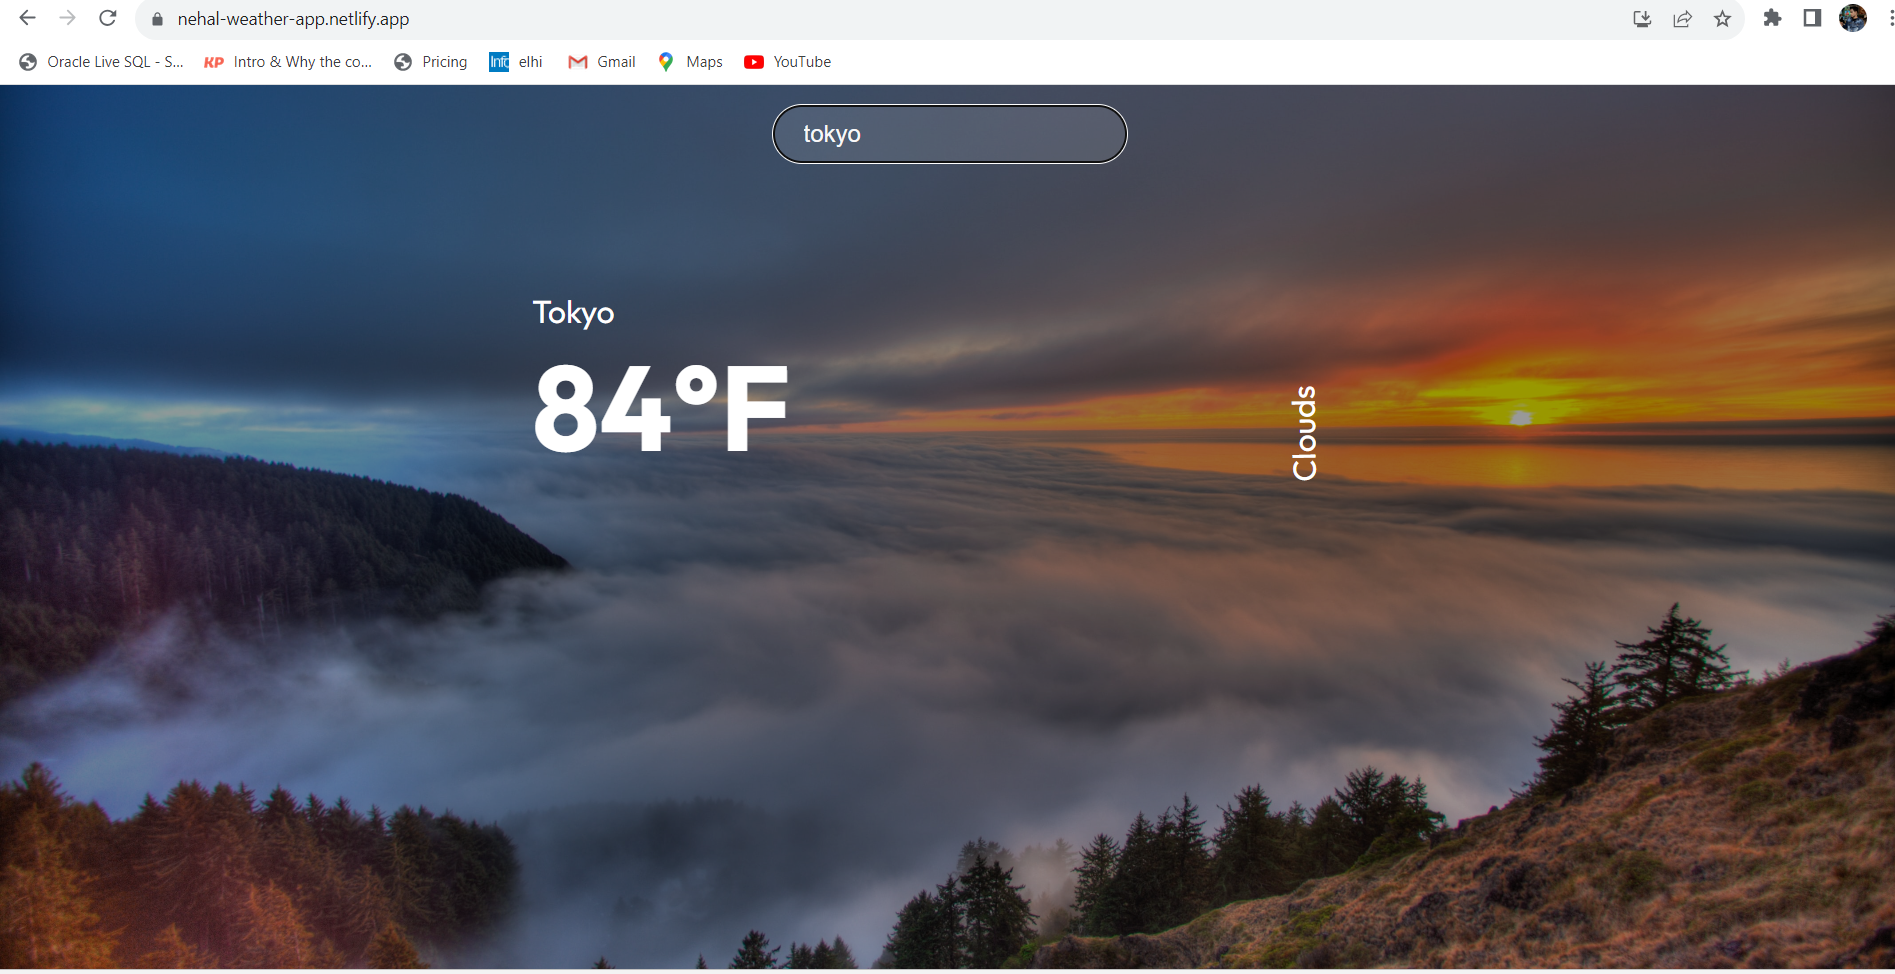 nehal-weather-app.netlify.app
Oracle Live SQL - S... KP Intro & Why the co... Pricing Info elhi Gmail Maps YouTube
tokyo
Tokyo
84°F
Clouds